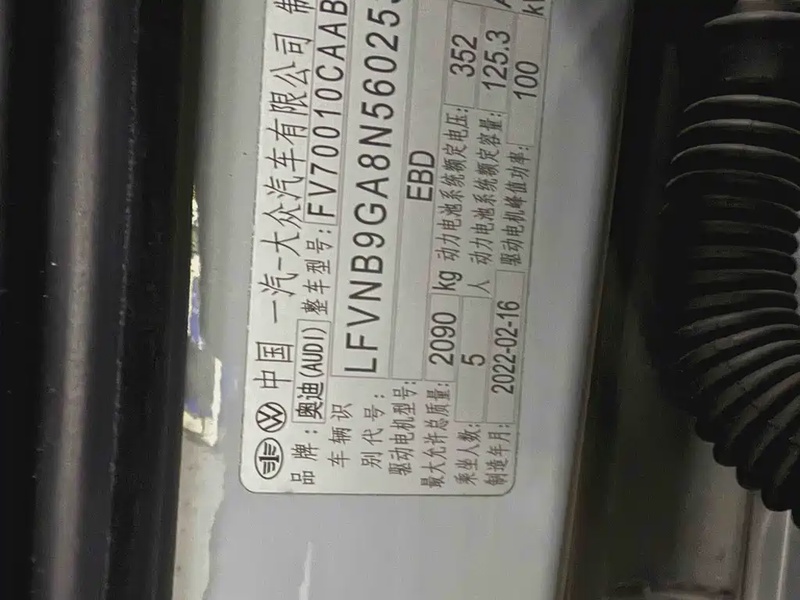 中国 一汽-大众汽车有限公司 制
品牌: 奥迪(AUDI) 整车型号: FV70010CAAB
车辆识
别代号: LFVNB9GA8N560253
驱动电机型号: EBD
最大允许总质量: 2090 kg 动力电池系统额定电压: 352
乘坐人数: 5 人 动力电池系统额定容量: 125.3 A
制造年月: 2022-02-16 驱动电机峰值功率: 100 k